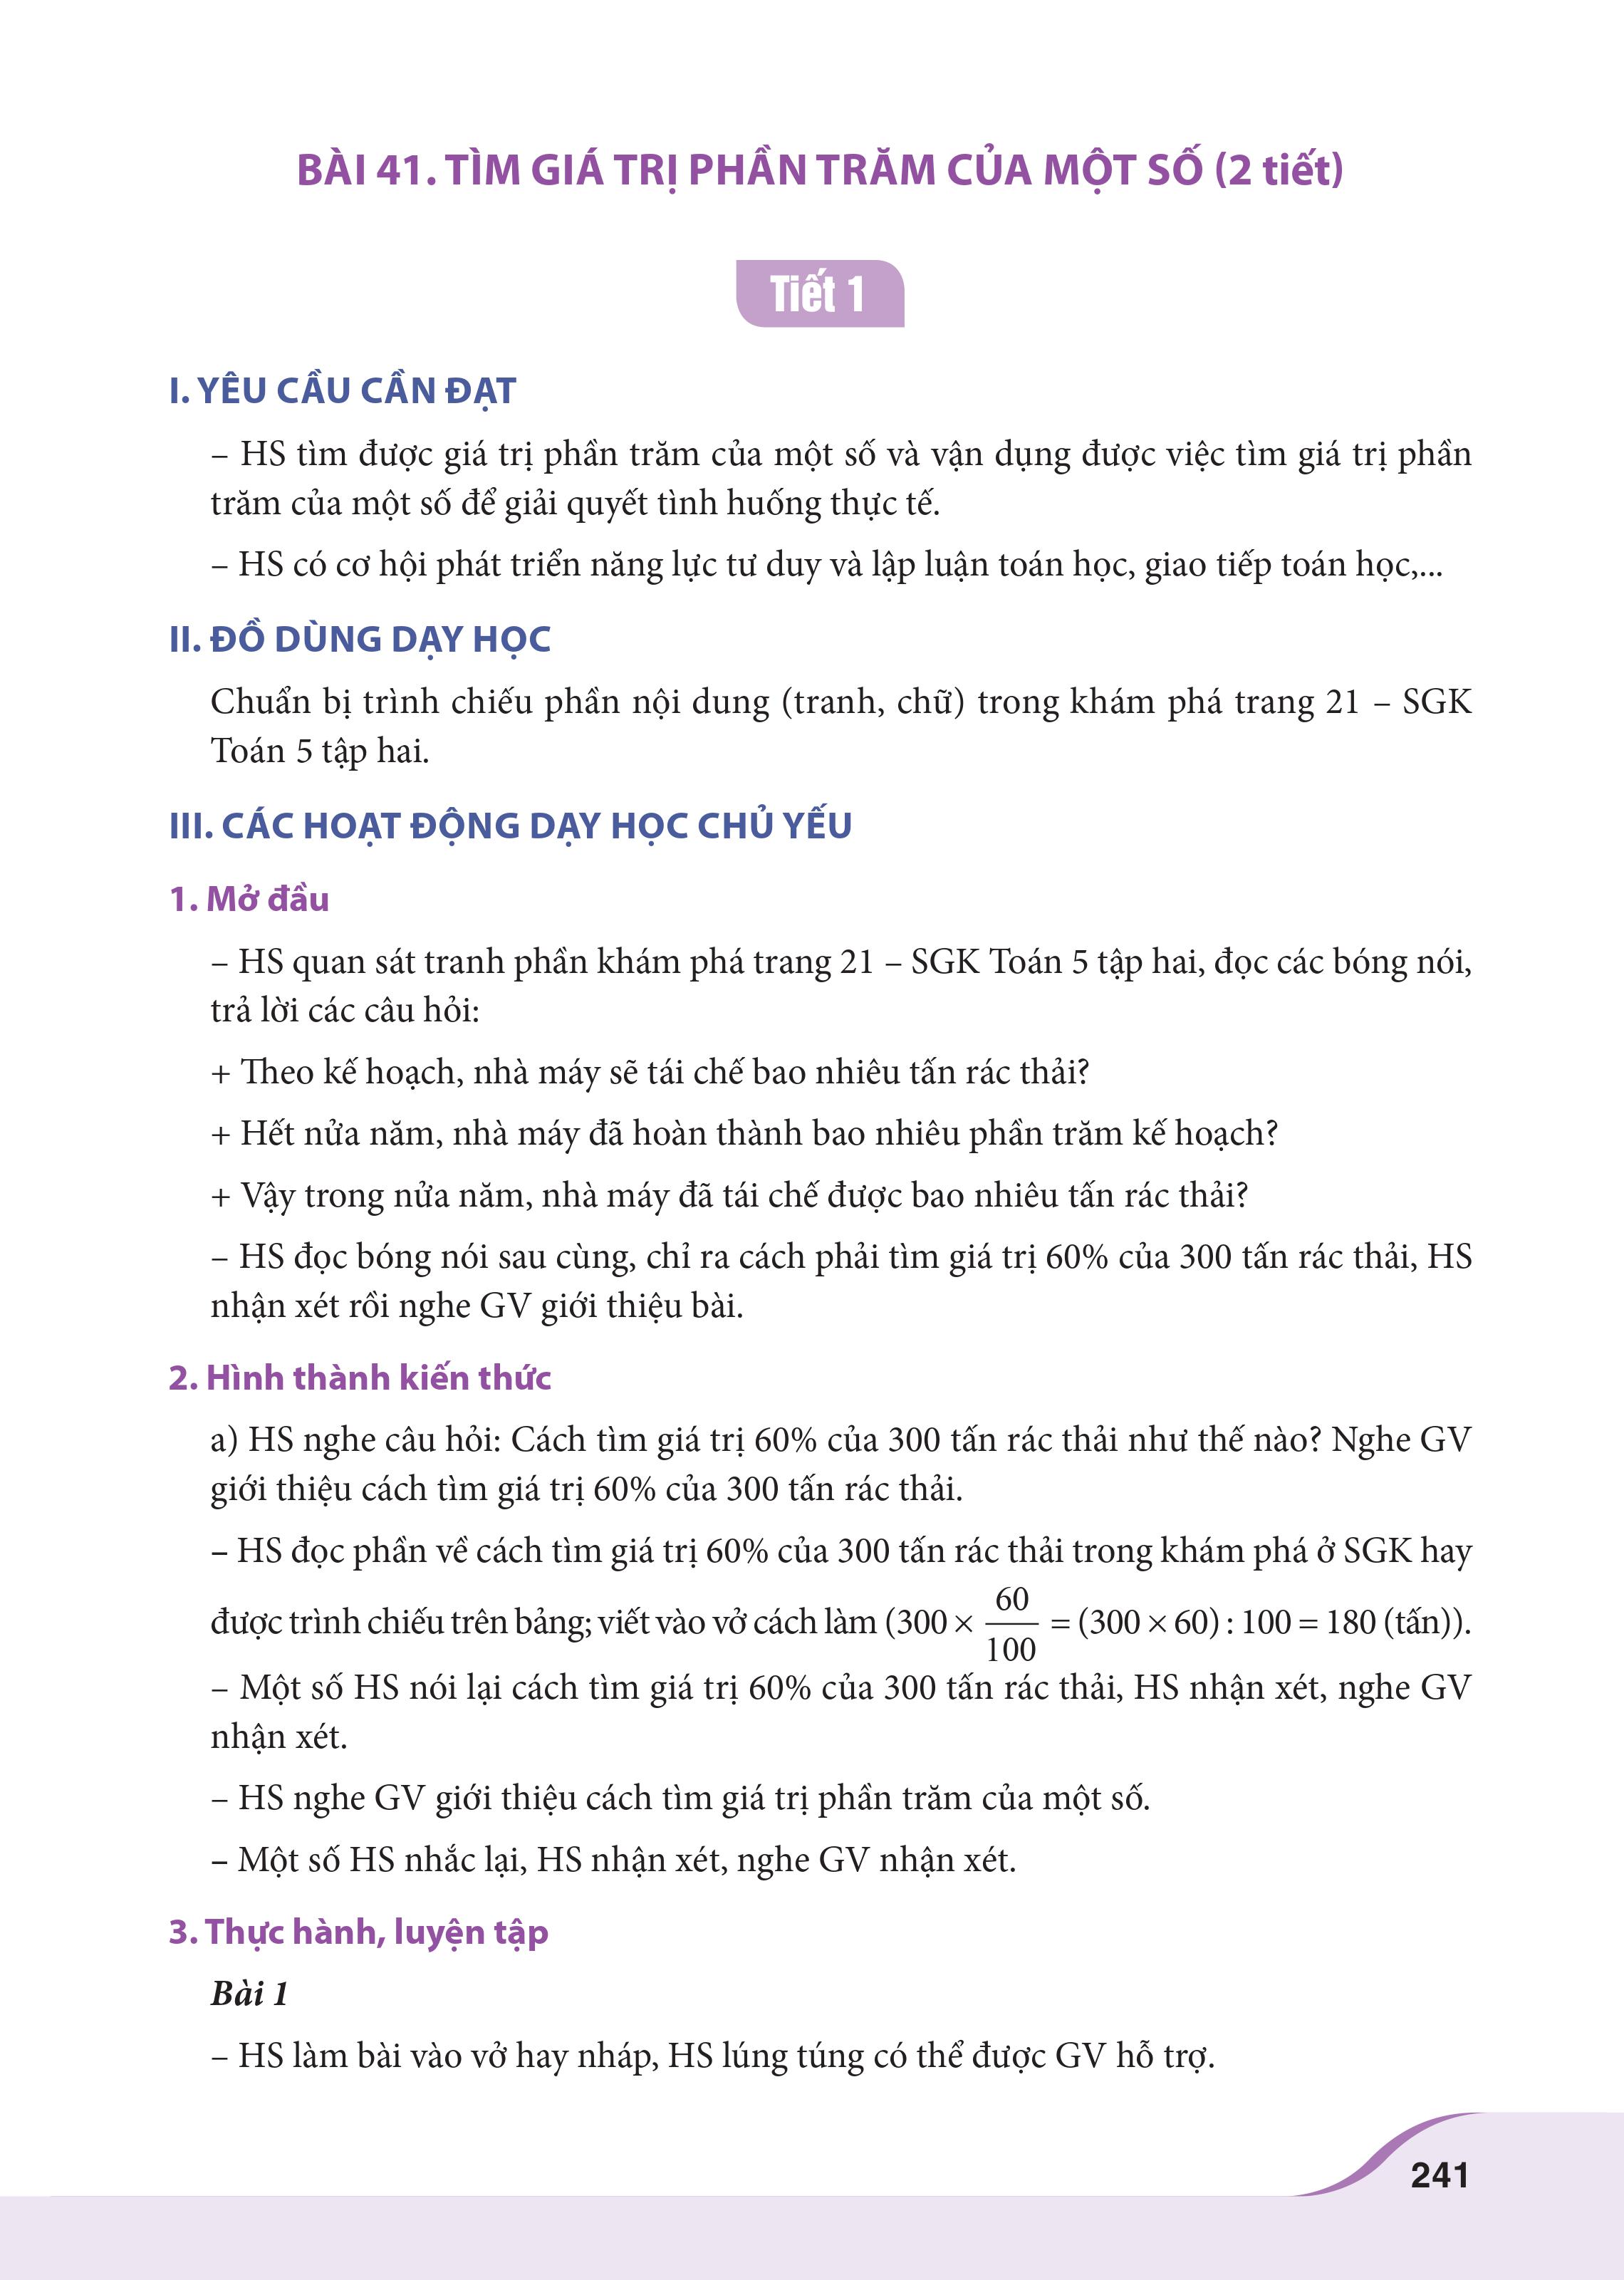 BÀI 41. TÌM GIÁ TRỊ PHẦN TRĂM CỦA MỘT SỐ (2 tiết)
Tiết 1
I. YÊU CẦU CẦN ĐẠT
– HS tìm được giá trị phần trăm của một số và vận dụng được việc tìm giá trị phần
trăm của một số để giải quyết tình huống thực tế.
– HS có cơ hội phát triển năng lực tư duy và lập luận toán học, giao tiếp toán học,...
II. ĐỒ DÙNG DẠY HỌC
Chuẩn bị trình chiếu phần nội dung (tranh, chữ) trong khám phá trang 21 – SGK
Toán 5 tập hai.
III. CÁC HOẠT ĐỘNG DẠY HỌC CHỦ YẾU
1. Mở đầu
– HS quan sát tranh phần khám phá trang 21 – SGK Toán 5 tập hai, đọc các bóng nói,
trả lời các câu hỏi:
+ Theo kế hoạch, nhà máy sẽ tái chế bao nhiêu tấn rác thải?
+ Hết nửa năm, nhà máy đã hoàn thành bao nhiêu phần trăm kế hoạch?
+ Vậy trong nửa năm, nhà máy đã tái chế được bao nhiêu tấn rác thải?
– HS đọc bóng nói sau cùng, chỉ ra cách phải tìm giá trị 60% của 300 tấn rác thải, HS
nhận xét rồi nghe GV giới thiệu bài.
2. Hình thành kiến thức
a) HS nghe câu hỏi: Cách tìm giá trị 60% của 300 tấn rác thải như thế nào? Nghe GV
giới thiệu cách tìm giá trị 60% của 300 tấn rác thải.
– HS đọc phần về cách tìm giá trị 60% của 300 tấn rác thải trong khám phá ở SGK hay
được trình chiếu trên bảng; viết vào vở cách làm (300 × 60/100 = (300 × 60) : 100 = 180 (tấn)).
– Một số HS nói lại cách tìm giá trị 60% của 300 tấn rác thải, HS nhận xét, nghe GV
nhận xét.
– HS nghe GV giới thiệu cách tìm giá trị phần trăm của một số.
– Một số HS nhắc lại, HS nhận xét, nghe GV nhận xét.
3. Thực hành, luyện tập
Bài 1
– HS làm bài vào vở hay nháp, HS lúng túng có thể được GV hỗ trợ.
241